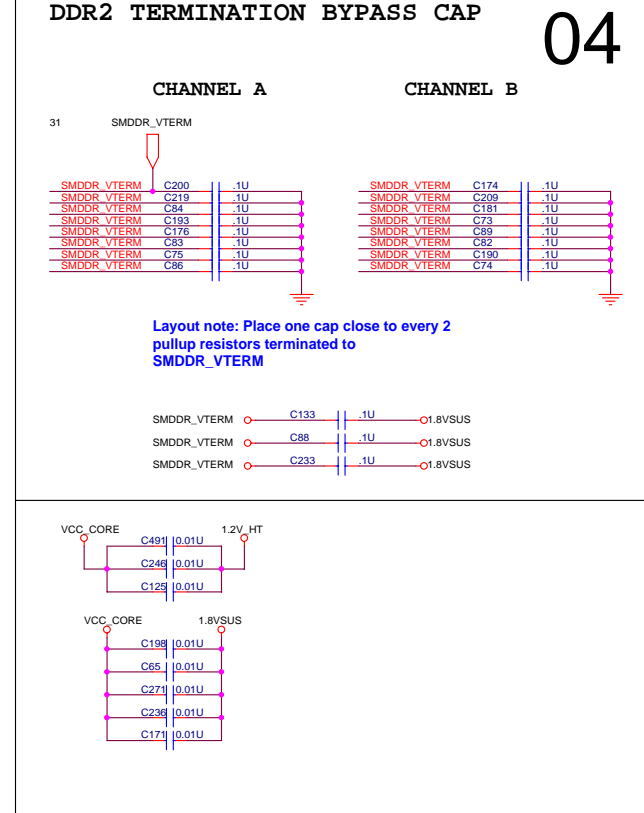 DDR2 TERMINATION BYPASS CAP
04
CHANNEL A CHANNEL B
31 SMDDR_VTERM
SMDDR_VTERM C200 .1U SMDDR_VTERM C174 .1U
SMDDR_VTERM C219 .1U SMDDR_VTERM C209 .1U
SMDDR_VTERM C84 .1U SMDDR_VTERM C181 .1U
SMDDR_VTERM C193 .1U SMDDR_VTERM C73 .1U
SMDDR_VTERM C176 .1U SMDDR_VTERM C89 .1U
SMDDR_VTERM C83 .1U SMDDR_VTERM C82 .1U
SMDDR_VTERM C75 .1U SMDDR_VTERM C190 .1U
SMDDR_VTERM C86 .1U SMDDR_VTERM C74 .1U
Layout note: Place one cap close to every 2
pullup resistors terminated to
SMDDR_VTERM
SMDDR_VTERM C133 .1U 1.8VSUS
SMDDR_VTERM C88 .1U 1.8VSUS
SMDDR_VTERM C233 .1U 1.8VSUS
VCC_CORE 1.2V_HT
C491 0.01U
C246 0.01U
C125 0.01U
VCC_CORE 1.8VSUS
C198 0.01U
C65 0.01U
C271 0.01U
C236 0.01U
C171 0.01U